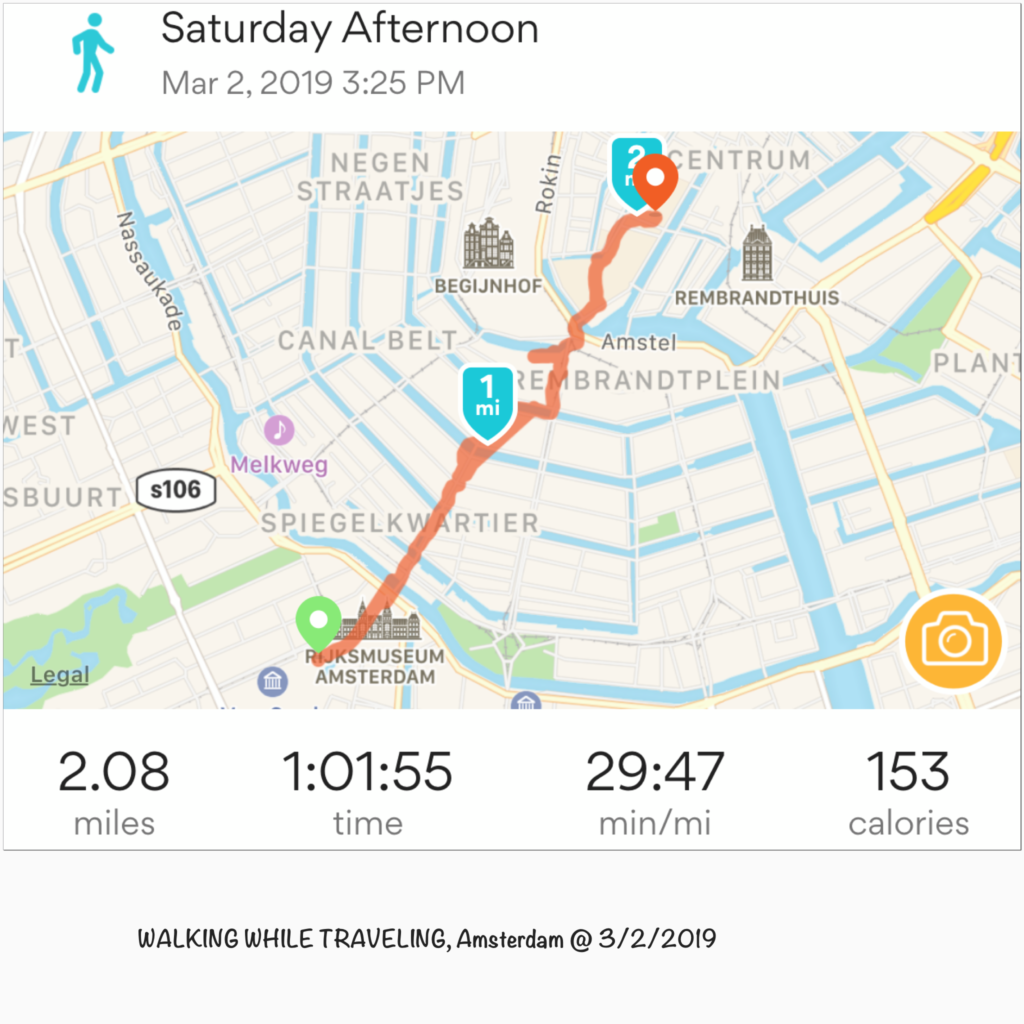 Saturday Afternoon
Mar 2, 2019 3:25 PM
NEGEN
STRAATJES
Rokin
2
CENTRUM
Nassaukade
BEGIJNHOF
REMBRANDTHUIS
CANAL BELT
Amstel
REMBRANDTPLEIN
PLANT
1
mi
WEST
Melkweg
SBUURT
s106
SPIEGELKWARTIER
RIJKSMUSEUM
AMSTERDAM
Legal
2.08
miles
1:01:55
time
29:47
min/mi
153
calories
WALKING WHILE TRAVELING, Amsterdam @ 3/2/2019